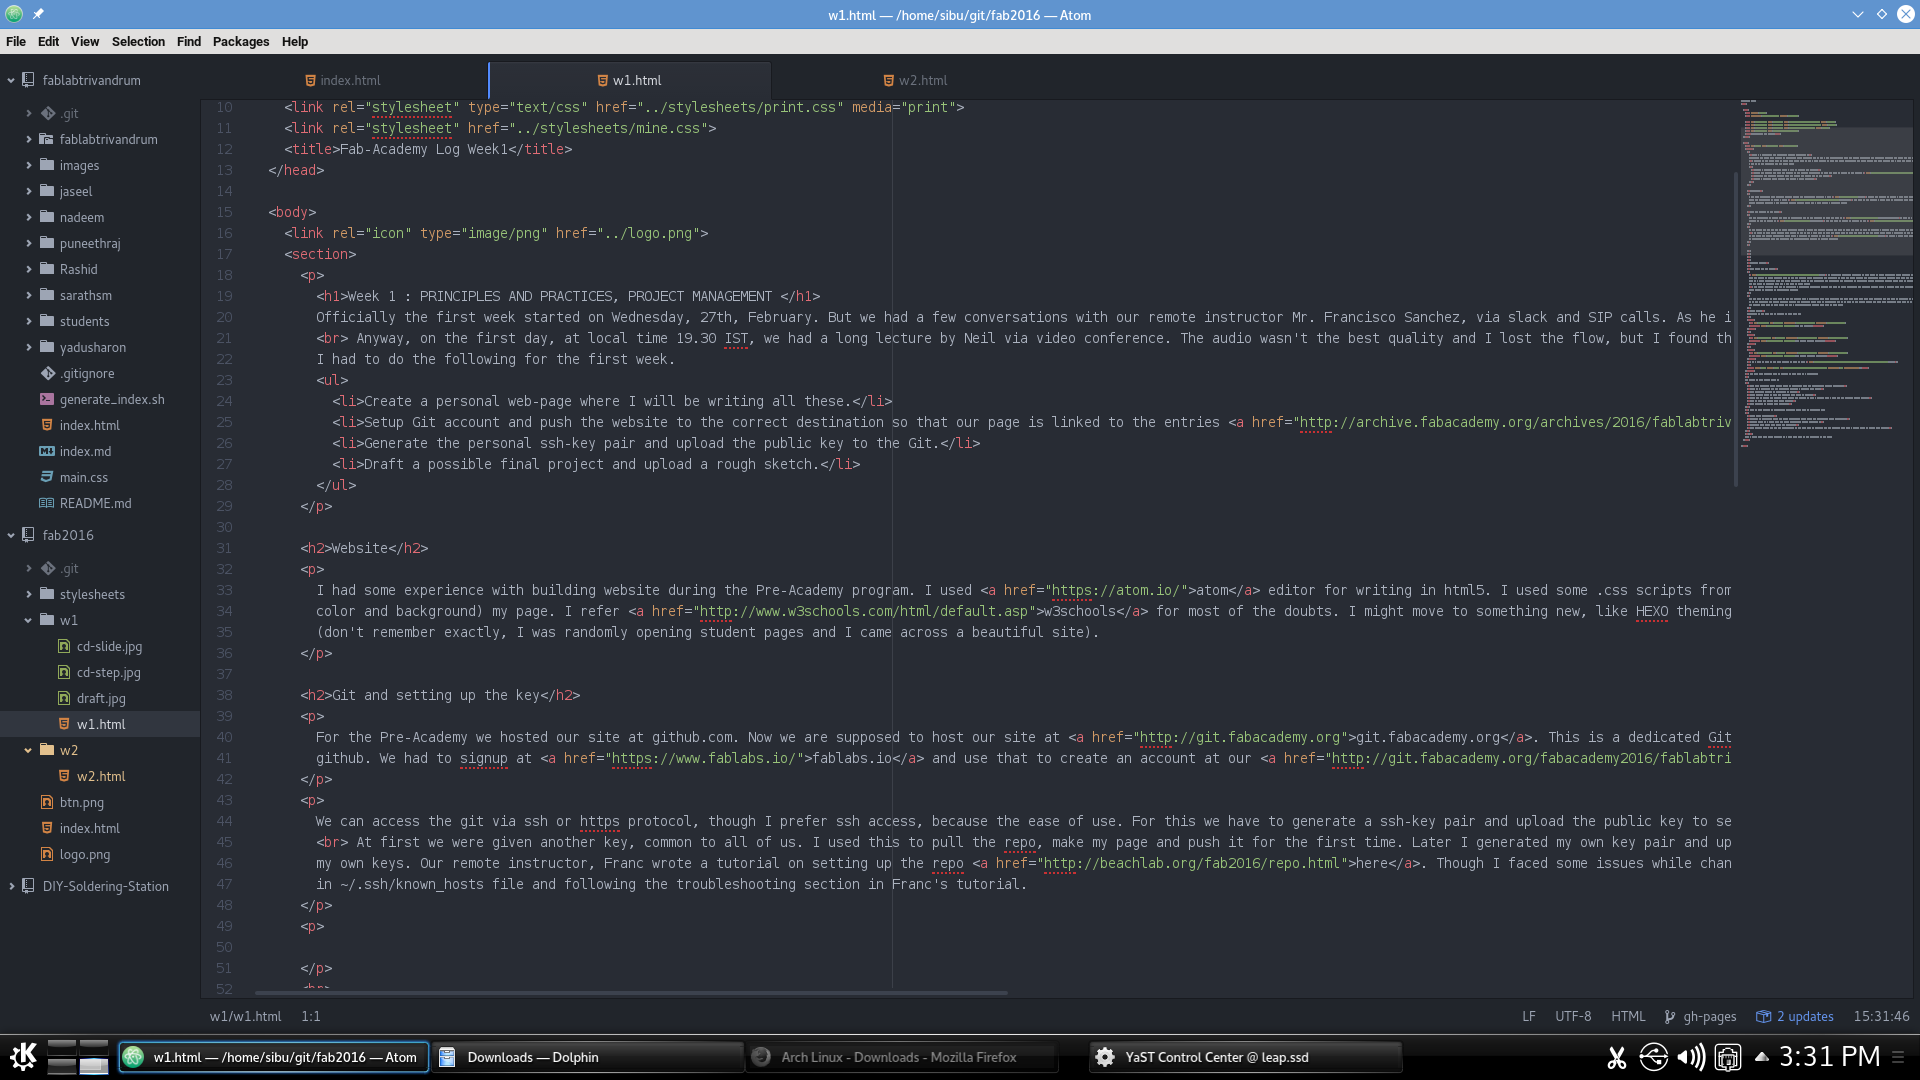 w1.html — /home/sibu/git/fab2016 — Atom
File Edit View Selection Find Packages Help
fablabtrivandrum
.git
fablabtrivandrum
images
jaseel
nadeem
puneethraj
Rashid
sarathsm
students
yadusharon
.gitignore
generate_index.sh
index.html
index.md
main.css
README.md
fab2016
.git
stylesheets
w1
cd-slide.jpg
cd-step.jpg
draft.jpg
w1.html
w2
w2.html
btn.png
index.html
logo.png
DIY-Soldering-Station
index.html w1.html w2.html
10 <link rel="stylesheet" type="text/css" href="../stylesheets/print.css" media="print">
11 <link rel="stylesheet" href="../stylesheets/mine.css">
12 <title>Fab-Academy Log Week1</title>
13 </head>
14
15 <body>
16 <link rel="icon" type="image/png" href="../logo.png">
17 <section>
18 <p>
19 <h1>Week 1 : PRINCIPLES AND PRACTICES, PROJECT MANAGEMENT </h1>
20 Officially the first week started on Wednesday, 27th, February. But we had a few conversations with our remote instructor Mr. Francisco Sanchez, via slack and SIP calls. As he i
21 <br> Anyway, on the first day, at local time 19.30 IST, we had a long lecture by Neil via video conference. The audio wasn't the best quality and I lost the flow, but I found th
22 I had to do the following for the first week.
23 <ul>
24 <li>Create a personal web-page where I will be writing all these.</li>
25 <li>Setup Git account and push the website to the correct destination so that our page is linked to the entries <a href="http://archive.fabacademy.org/archives/2016/fablabtriv
26 <li>Generate the personal ssh-key pair and upload the public key to the Git.</li>
27 <li>Draft a possible final project and upload a rough sketch.</li>
28 </ul>
29 </p>
30
31 <h2>Website</h2>
32 <p>
33 I had some experience with building website during the Pre-Academy program. I used <a href="https://atom.io/">atom</a> editor for writing in html5. I used some .css scripts from
34 color and background) my page. I refer <a href="http://www.w3schools.com/html/default.asp">w3schools</a> for most of the doubts. I might move to something new, like HEXO theming
35 (don't remember exactly, I was randomly opening student pages and I came across a beautiful site).
36 </p>
37
38 <h2>Git and setting up the key</h2>
39 <p>
40 For the Pre-Academy we hosted our site at github.com. Now we are supposed to host our site at <a href="http://git.fabacademy.org">git.fabacademy.org</a>. This is a dedicated Git
41 github. We had to signup at <a href="https://www.fablabs.io/">fablabs.io</a> and use that to create an account at our <a href="http://git.fabacademy.org/fabacademy2016/fablabtri
42 </p>
43 <p>
44 We can access the git via ssh or https protocol, though I prefer ssh access, because the ease of use. For this we have to generate a ssh-key pair and upload the public key to se
45 <br> At first we were given another key, common to all of us. I used this to pull the repo, make my page and push it for the first time. Later I generated my own key pair and up
46 my own keys. Our remote instructor, Franc wrote a tutorial on setting up the repo <a href="http://beachlab.org/fab2016/repo.html">here</a>. Though I faced some issues while chan
47 in ~/.ssh/known_hosts file and following the troubleshooting section in Franc's tutorial.
48 </p>
49 <p>
50
51 </p>
52 <br>
w1/w1.html 1:1 LF UTF-8 HTML gh-pages 2 updates 15:31:46
w1.html — /home/sibu/git/fab2016 — Atom Downloads — Dolphin Arch Linux - Downloads - Mozilla Firefox YaST Control Center @ leap.ssd 3:31 PM